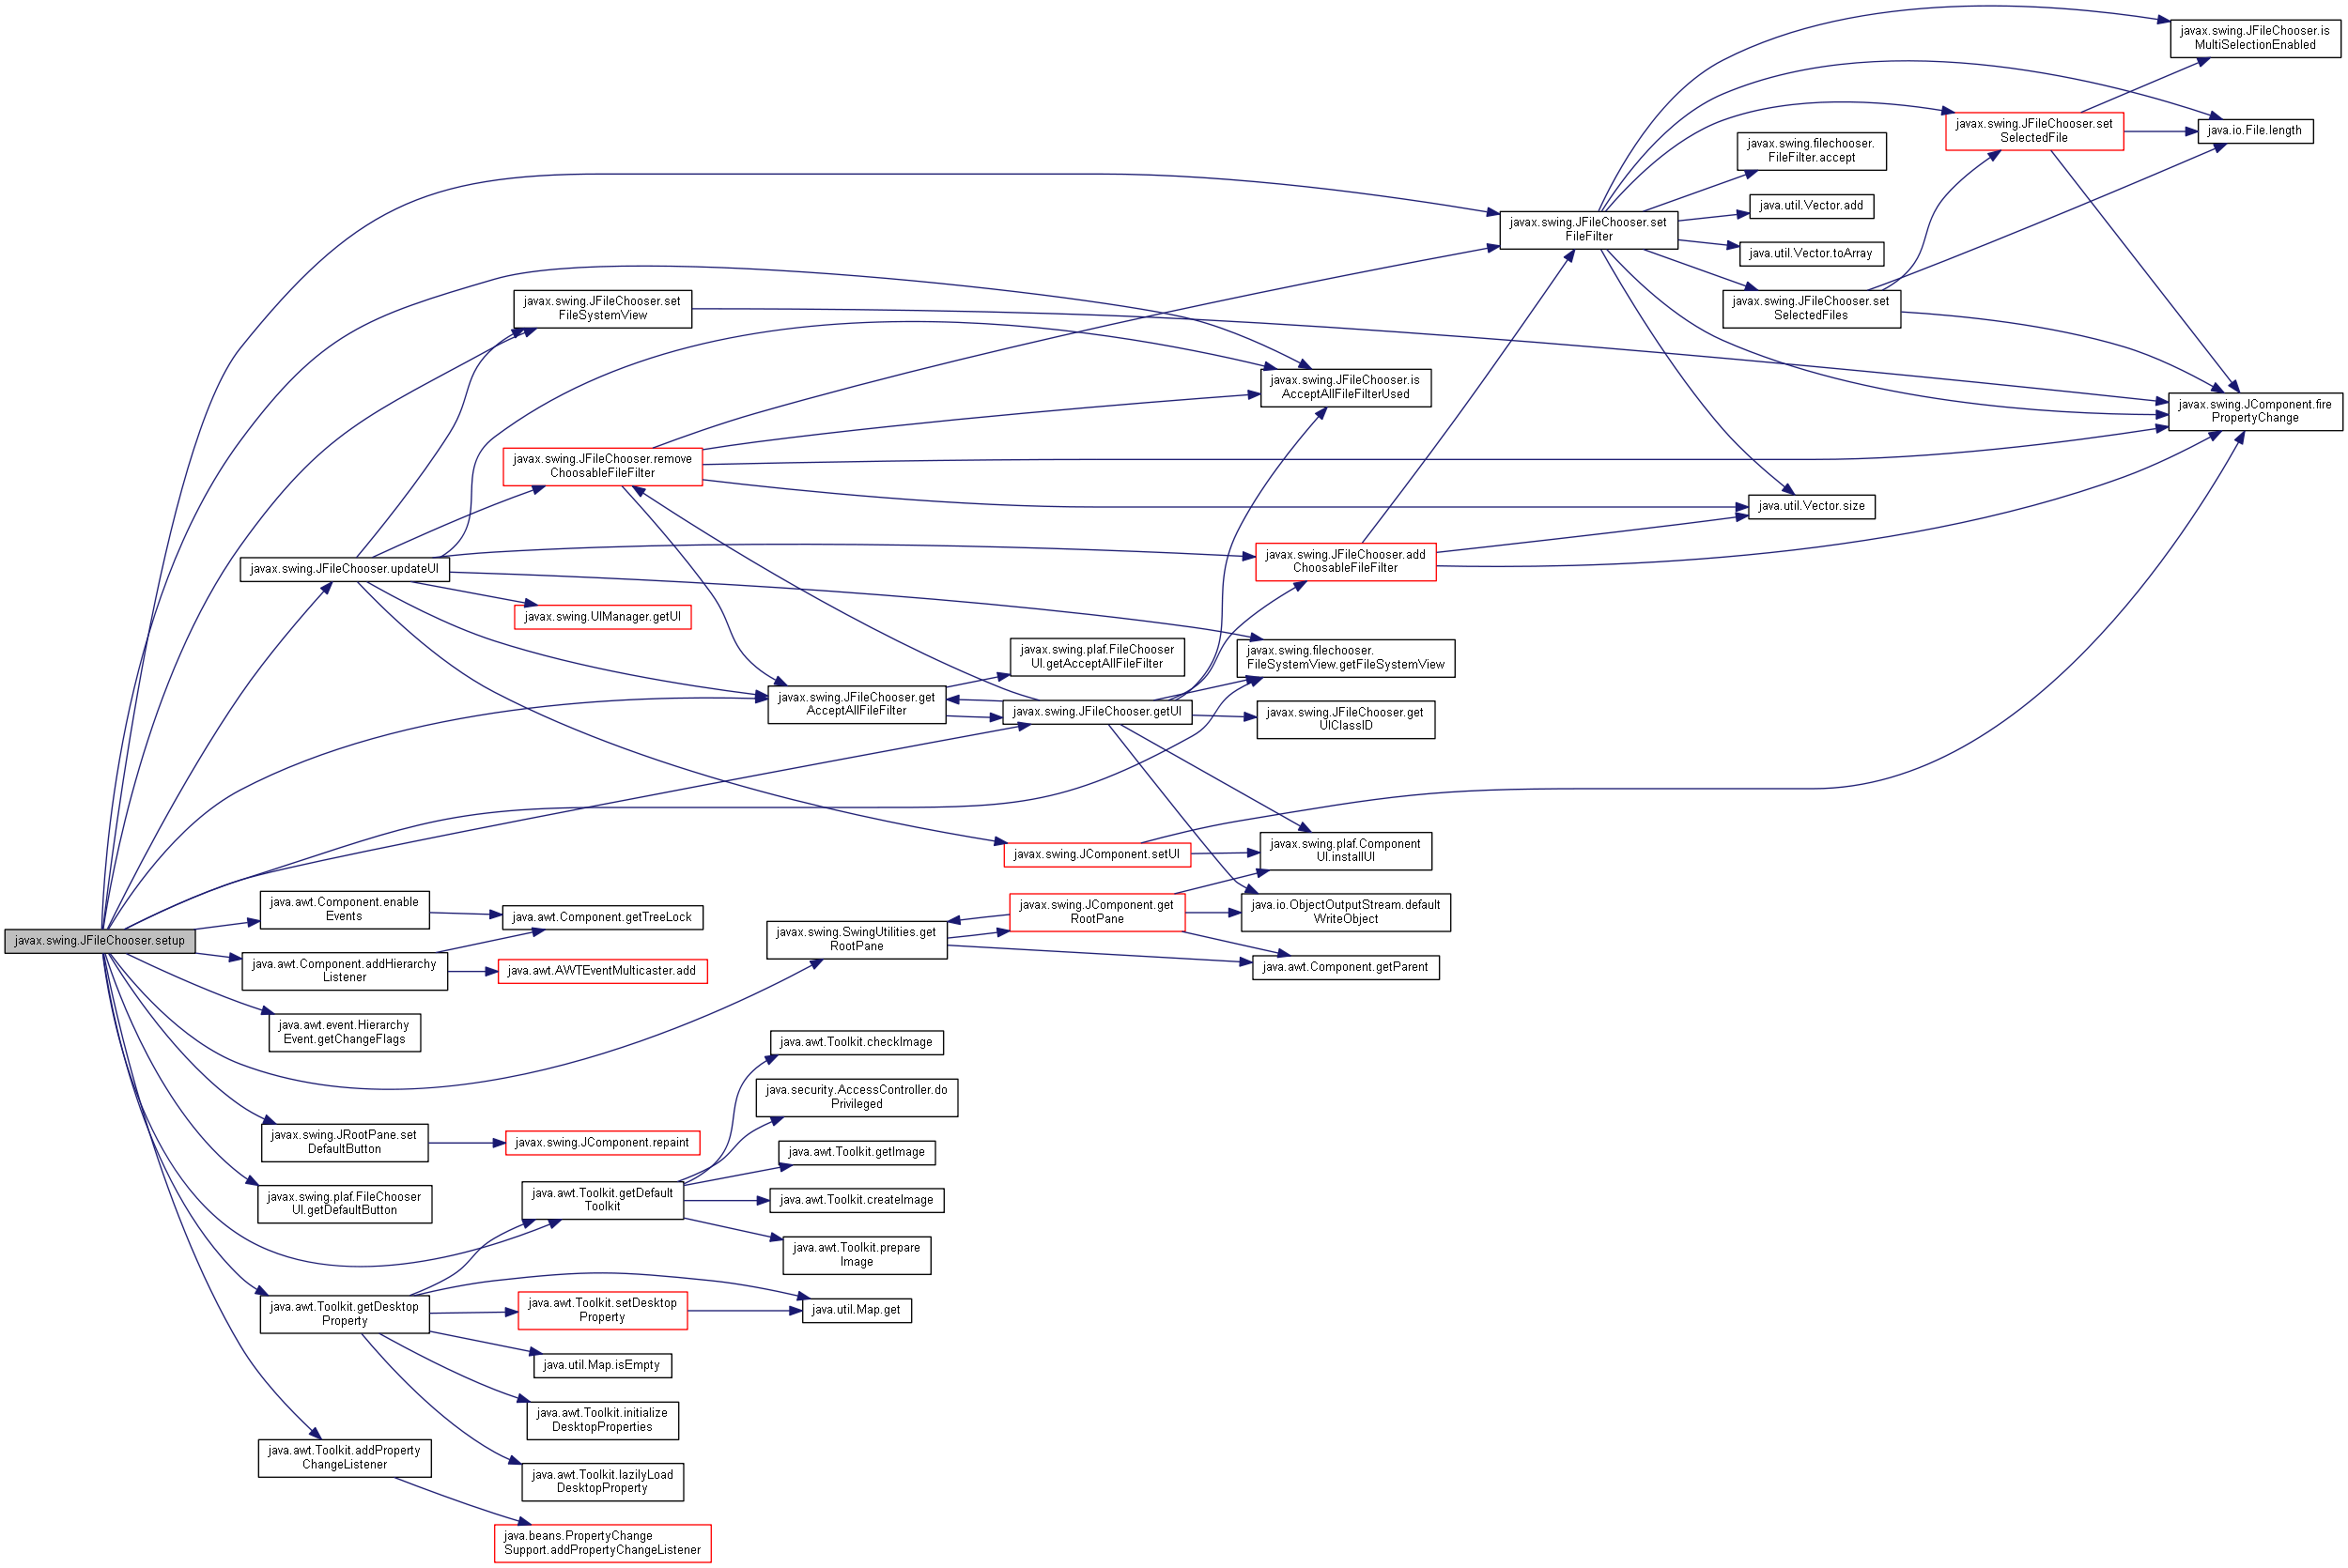 javax.swing.JFileChooser.is
MultiSelectionEnabled
javax.swing.JFileChooser.set
SelectedFile
java.io.File.length
javax.swing.filechooser.
FileFilter.accept
java.util.Vector.add
javax.swing.JFileChooser.set
FileFilter
java.util.Vector.toArray
javax.swing.JFileChooser.set
FileSystemView
javax.swing.JFileChooser.set
SelectedFiles
javax.swing.JFileChooser.is
AcceptAllFileFilterUsed
javax.swing.JComponent.fire
PropertyChange
javax.swing.JFileChooser.remove
ChoosableFileFilter
java.util.Vector.size
javax.swing.JFileChooser.updateUI
javax.swing.JFileChooser.add
ChoosableFileFilter
javax.swing.UIManager.getUI
javax.swing.plaf.FileChooser
UI.getAcceptAllFileFilter
javax.swing.filechooser.
FileSystemView.getFileSystemView
javax.swing.JFileChooser.get
AcceptAllFileFilter
javax.swing.JFileChooser.getUI
javax.swing.JFileChooser.get
UIClassID
javax.swing.JComponent.setUI
javax.swing.plaf.Component
UI.installUI
java.awt.Component.enable
Events
java.awt.Component.getTreeLock
javax.swing.JComponent.get
RootPane
java.io.ObjectOutputStream.default
WriteObject
javax.swing.JFileChooser.setup
javax.swing.SwingUtilities.get
RootPane
java.awt.Component.addHierarchy
Listener
java.awt.AWTEventMulticaster.add
java.awt.Component.getParent
java.awt.event.Hierarchy
Event.getChangeFlags
java.awt.Toolkit.checkImage
java.security.AccessController.do
Privileged
javax.swing.JRootPane.set
DefaultButton
javax.swing.JComponent.repaint
java.awt.Toolkit.getImage
javax.swing.plaf.FileChooser
UI.getDefaultButton
java.awt.Toolkit.getDefault
Toolkit
java.awt.Toolkit.createImage
java.awt.Toolkit.prepare
Image
java.awt.Toolkit.getDesktop
Property
java.awt.Toolkit.setDesktop
Property
java.util.Map.get
java.util.Map.isEmpty
java.awt.Toolkit.initialize
DesktopProperties
java.awt.Toolkit.addProperty
ChangeListener
java.awt.Toolkit.lazilyLoad
DesktopProperty
java.beans.PropertyChange
Support.addPropertyChangeListener